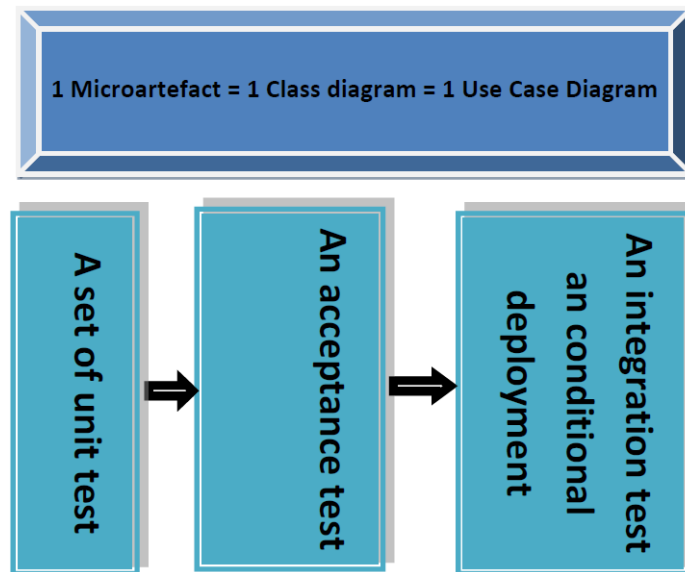 1 Microartefact = 1 Class diagram = 1 Use Case Diagram
A set of unit test
An acceptance test
An integration test
an conditional
deployment